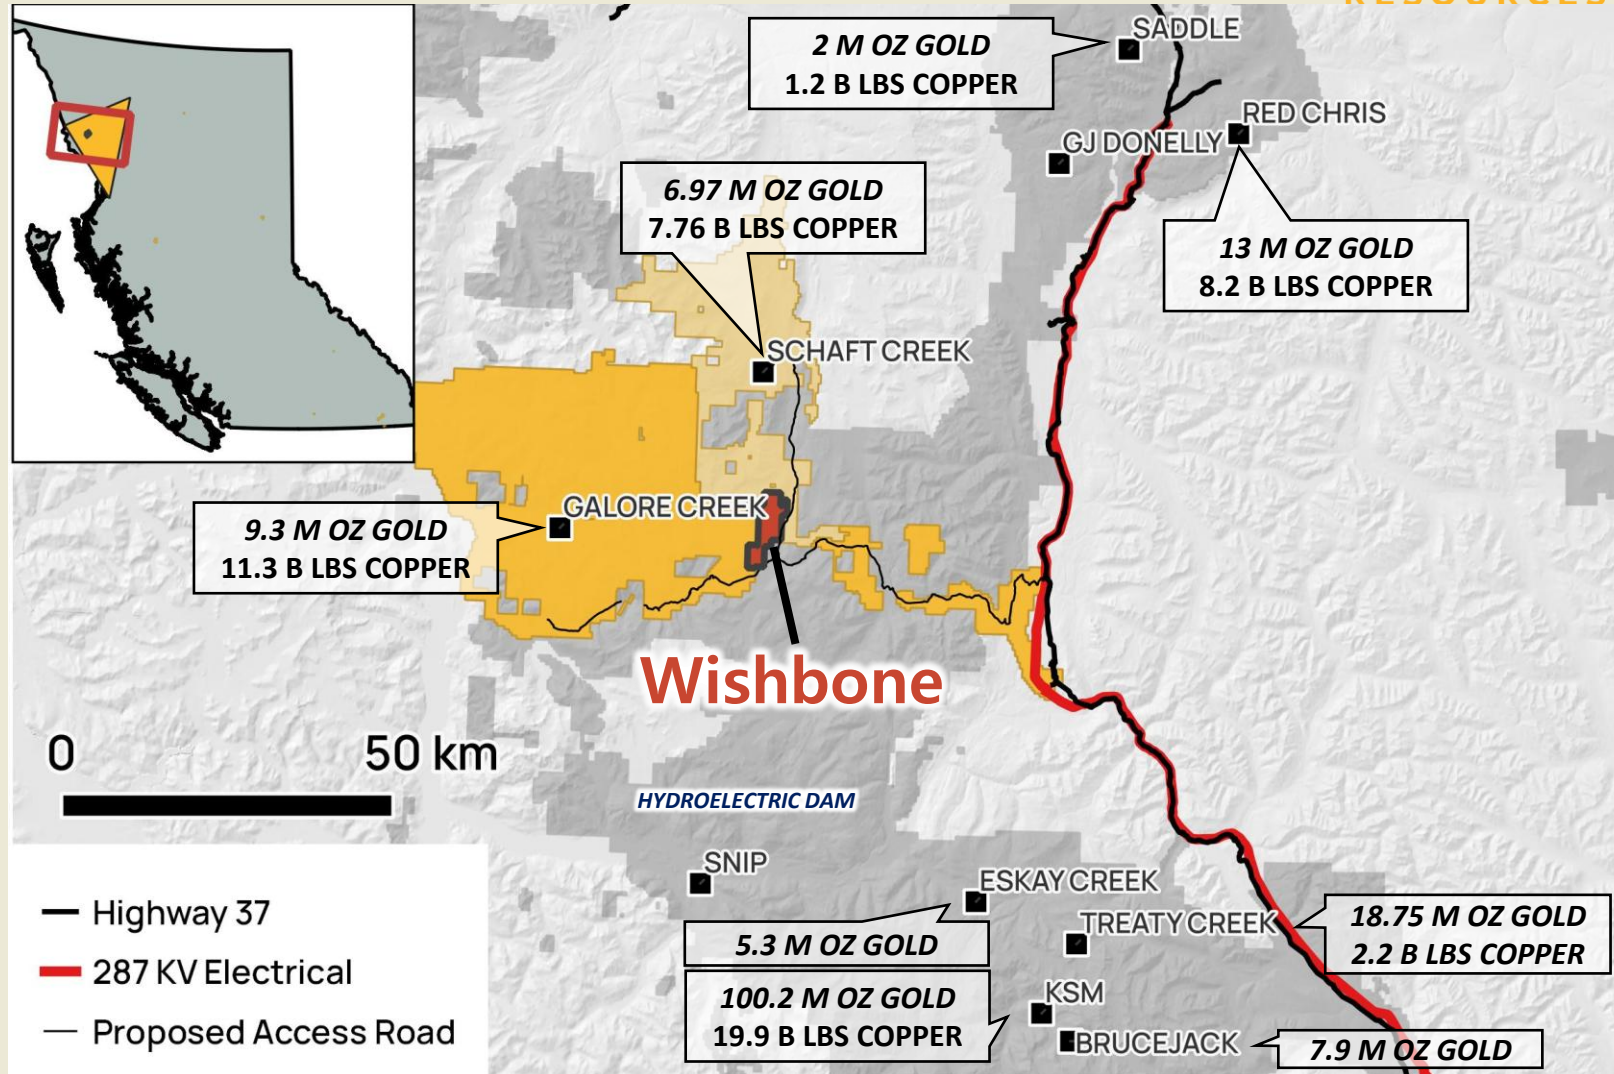 RESOURCES
SADDLE
2 M OZ GOLD
1.2 B LBS COPPER
RED CHRIS
GJ DONELLY
6.97 M OZ GOLD
7.76 B LBS COPPER
13 M OZ GOLD
8.2 B LBS COPPER
SCHAFT CREEK
GALORE CREEK
9.3 M OZ GOLD
11.3 B LBS COPPER
Wishbone
0 50 km
HYDROELECTRIC DAM
SNIP
ESKAY CREEK
5.3 M OZ GOLD
TREATY CREEK
18.75 M OZ GOLD
2.2 B LBS COPPER
100.2 M OZ GOLD
19.9 B LBS COPPER
KSM
BRUCEJACK
7.9 M OZ GOLD
Highway 37
287 KV Electrical
Proposed Access Road